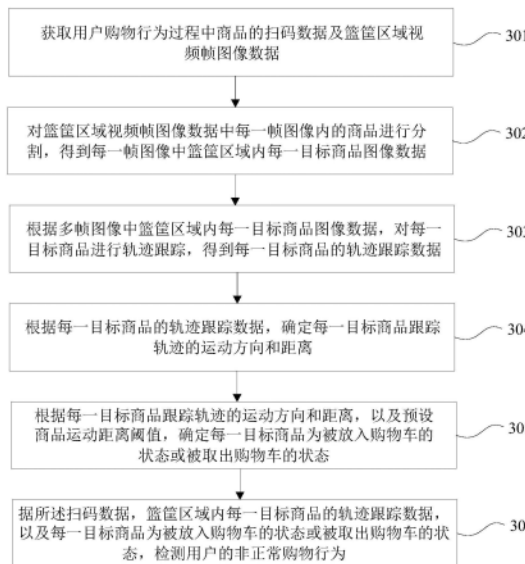 获取用户购物行为过程中商品的扫码数据及篮筐区域视
频帧图像数据
301
对篮筐区域视频帧图像数据中每一帧图像内的商品进行分
割，得到每一帧图像中篮筐区域内每一目标商品图像数据
302
根据多帧图像中篮筐区域内每一目标商品图像数据，对每一
目标商品进行轨迹跟踪，得到每一目标商品的轨迹跟踪数据
303
根据每一目标商品的轨迹跟踪数据，确定每一目标商品跟踪
轨迹的运动方向和距离
304
根据每一目标商品跟踪轨迹的运动方向和距离，以及预设
商品运动距离阈值，确定每一目标商品为被放入购物车的
状态或被取出购物车的状态
30
据所述扫码数据，篮筐区域内每一目标商品的轨迹跟踪数据，
以及每一目标商品为被放入购物车的状态或被取出购物车的状
态，检测用户的非正常购物行为
30